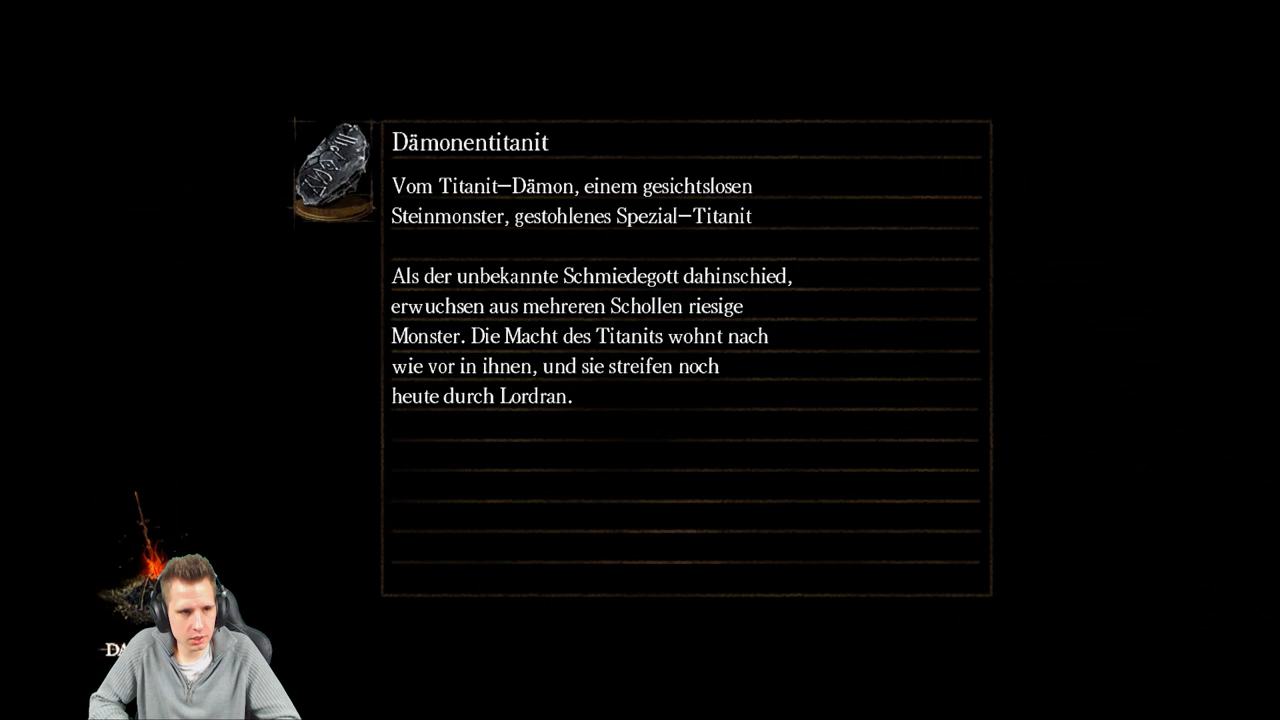 Dämonentitanit
Vom Titanit-Dämon, einem gesichtslosen
Steinmonster, gestohlenes Spezial-Titanit
Als der unbekannte Schmiedegott dahinschied,
erwuchsen aus mehreren Schollen riesige
Monster. Die Macht des Titanits wohnt nach
wie vor in ihnen, und sie streifen noch
heute durch Lordran.